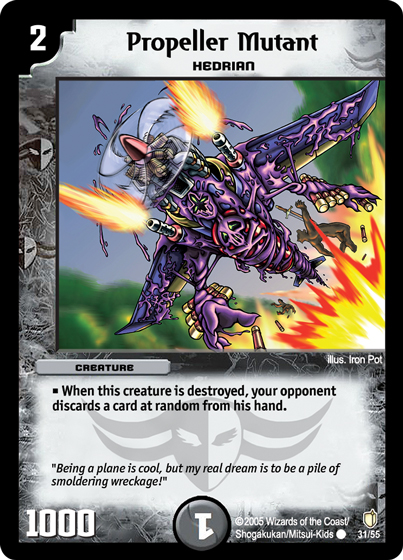 2
Propeller Mutant
HEDRIAN
illus. Iron Pot
CREATURE
▪ When this creature is destroyed, your opponent
discards a card at random from his hand.
"Being a plane is cool, but my real dream is to be a pile of
smoldering wreckage!"
1000
1
©2005 Wizards of the Coast/
Shogakukan/Mitsui-Kids
31/55